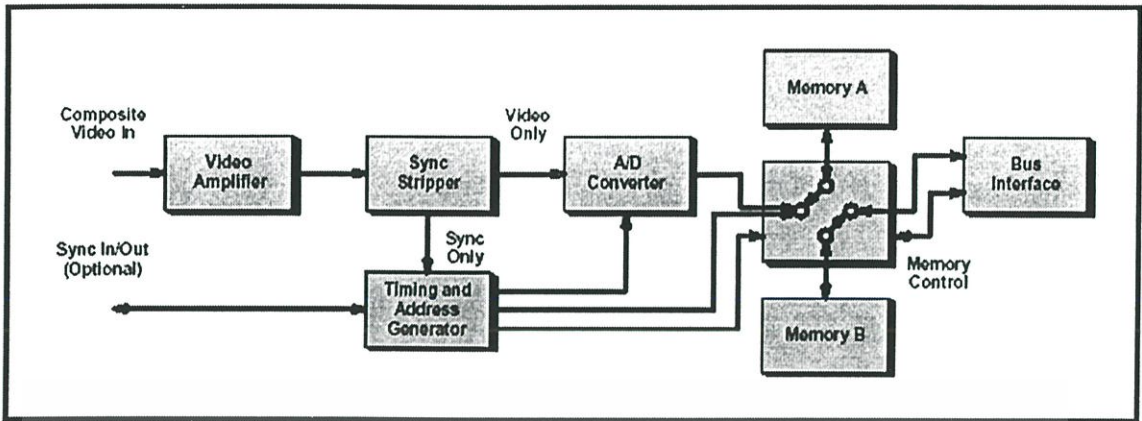 Composite
Video In
Video
Amplifier
Sync
Stripper
Video
Only
A/D
Converter
Memory A
Bus
Interface
Sync In/Out
(Optional)
Sync
Only
Timing and
Address
Generator
Memory
Control
Memory B